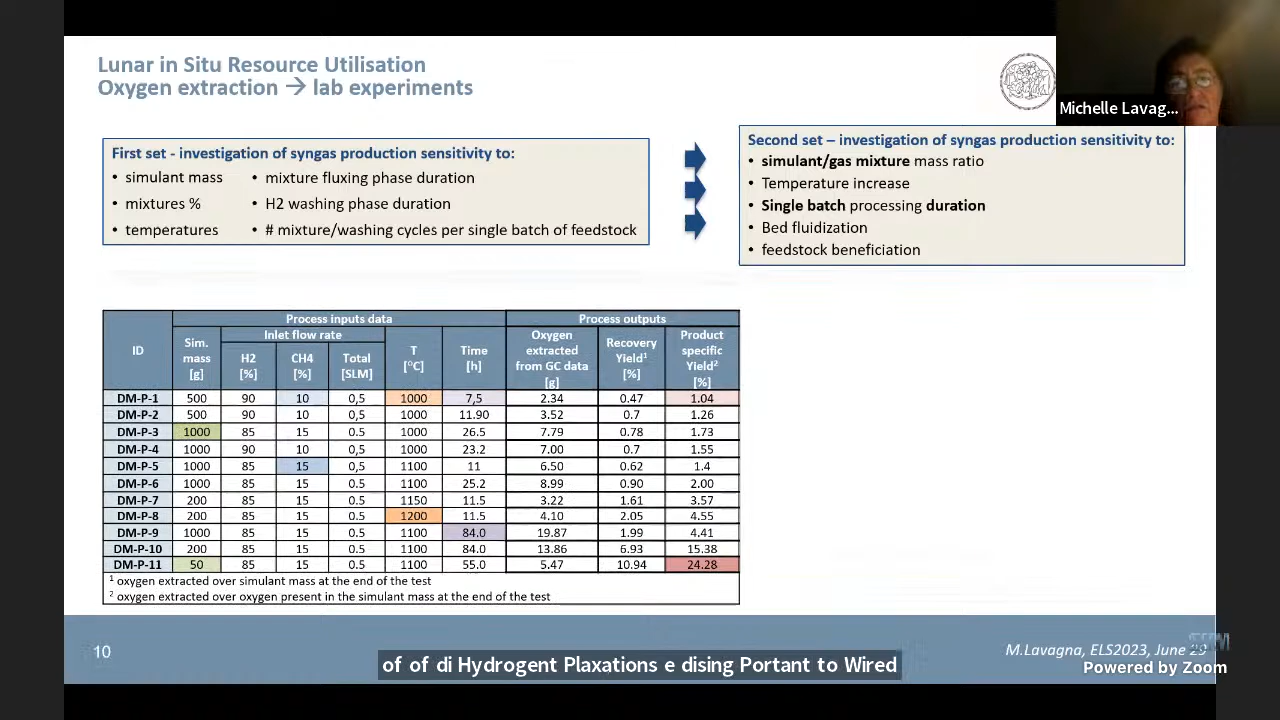 Lunar in Situ Resource Utilisation
Oxygen extraction → lab experiments
Michelle Lavag...
First set - investigation of syngas production sensitivity to:
• simulant mass • mixture fluxing phase duration
• mixtures % • H2 washing phase duration
• temperatures • # mixture/washing cycles per single batch of feedstock
Second set – investigation of syngas production sensitivity to:
• simulant/gas mixture mass ratio
• Temperature increase
• Single batch processing duration
• Bed fluidization
• feedstock beneficiation
Process inputs data Process outputs
ID Sim. mass [g] Inlet flow rate H2 [%] CH4 [%] Total [SLM] T [°C] Time [h] Oxygen extracted from GC data [g] Recovery Yield¹ [%] Product specific Yield² [%]
DM-P-1 500 90 10 0,5 1000 7,5 2.34 0.47 1.04
DM-P-2 500 90 10 0,5 1000 11.90 3.52 0.7 1.26
DM-P-3 1000 85 15 0.5 1000 26.5 7.79 0.78 1.73
DM-P-4 1000 90 10 0,5 1000 23.2 7.00 0.7 1.55
DM-P-5 1000 85 15 0,5 1100 11 6.50 0.62 1.4
DM-P-6 1000 85 15 0.5 1100 25.2 8.99 0.90 2.00
DM-P-7 200 85 15 0.5 1150 11.5 3.22 1.61 3.57
DM-P-8 200 85 15 0.5 1200 11.5 4.10 2.05 4.55
DM-P-9 1000 85 15 0.5 1100 84.0 19.87 1.99 4.41
DM-P-10 200 85 15 0.5 1100 84.0 13.86 6.93 15.38
DM-P-11 50 85 15 0.5 1100 55.0 5.47 10.94 24.28
¹ oxygen extracted over simulant mass at the end of the test
² oxygen extracted over oxygen present in the simulant mass at the end of the test
10
of of di Hydrogent Plaxations e dising Portant to Wired
M.Lavagna, ELS2023, June 29
Powered by Zoom